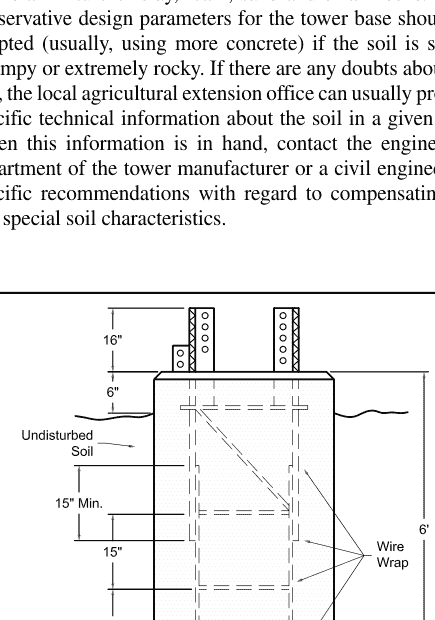 servative design parameters for the tower base shou
pted (usually, using more concrete) if the soil is s
mpy or extremely rocky. If there are any doubts abo
, the local agricultural extension office can usually pr
cific technical information about the soil in a given
en this information is in hand, contact the engine
artment of the tower manufacturer or a civil enginee
cific recommendations with regard to compensating
special soil characteristics.
16"
6"
Undisturbed
Soil
15" Min.
6'
15"
Wire
Wrap